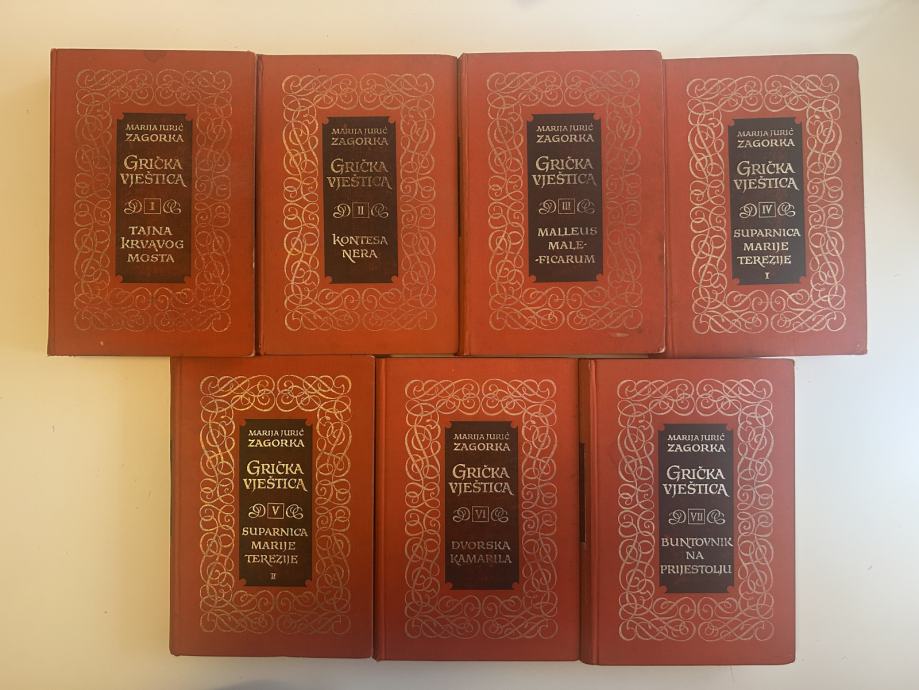 MARIJA JURIĆ
ZAGORKA
GRIČKA
VJEŠTICA
I
TAJNA
KRVAVOG
MOSTA
MARIJA JURIĆ
ZAGORKA
GRIČKA
VJEŠTICA
II
KONTESA
NERA
MARIJA JURIĆ
ZAGORKA
GRIČKA
VJEŠTICA
III
MALLEUS
MALE-
-FICARUM
MARIJA JURIĆ
ZAGORKA
GRIČKA
VJEŠTICA
IV
SUPARNICA
MARIJE
TEREZIJE
I
MARIJA JURIĆ
ZAGORKA
GRIČKA
VJEŠTICA
V
SUPARNICA
MARIJE
TEREZIJE
II
MARIJA JURIĆ
ZAGORKA
GRIČKA
VJEŠTICA
VI
DVORSKA
KAMARILA
MARIJA JURIĆ
ZAGORKA
GRIČKA
VJEŠTICA
VII
BUNTOVNIK
NA
PRIJESTOLJU